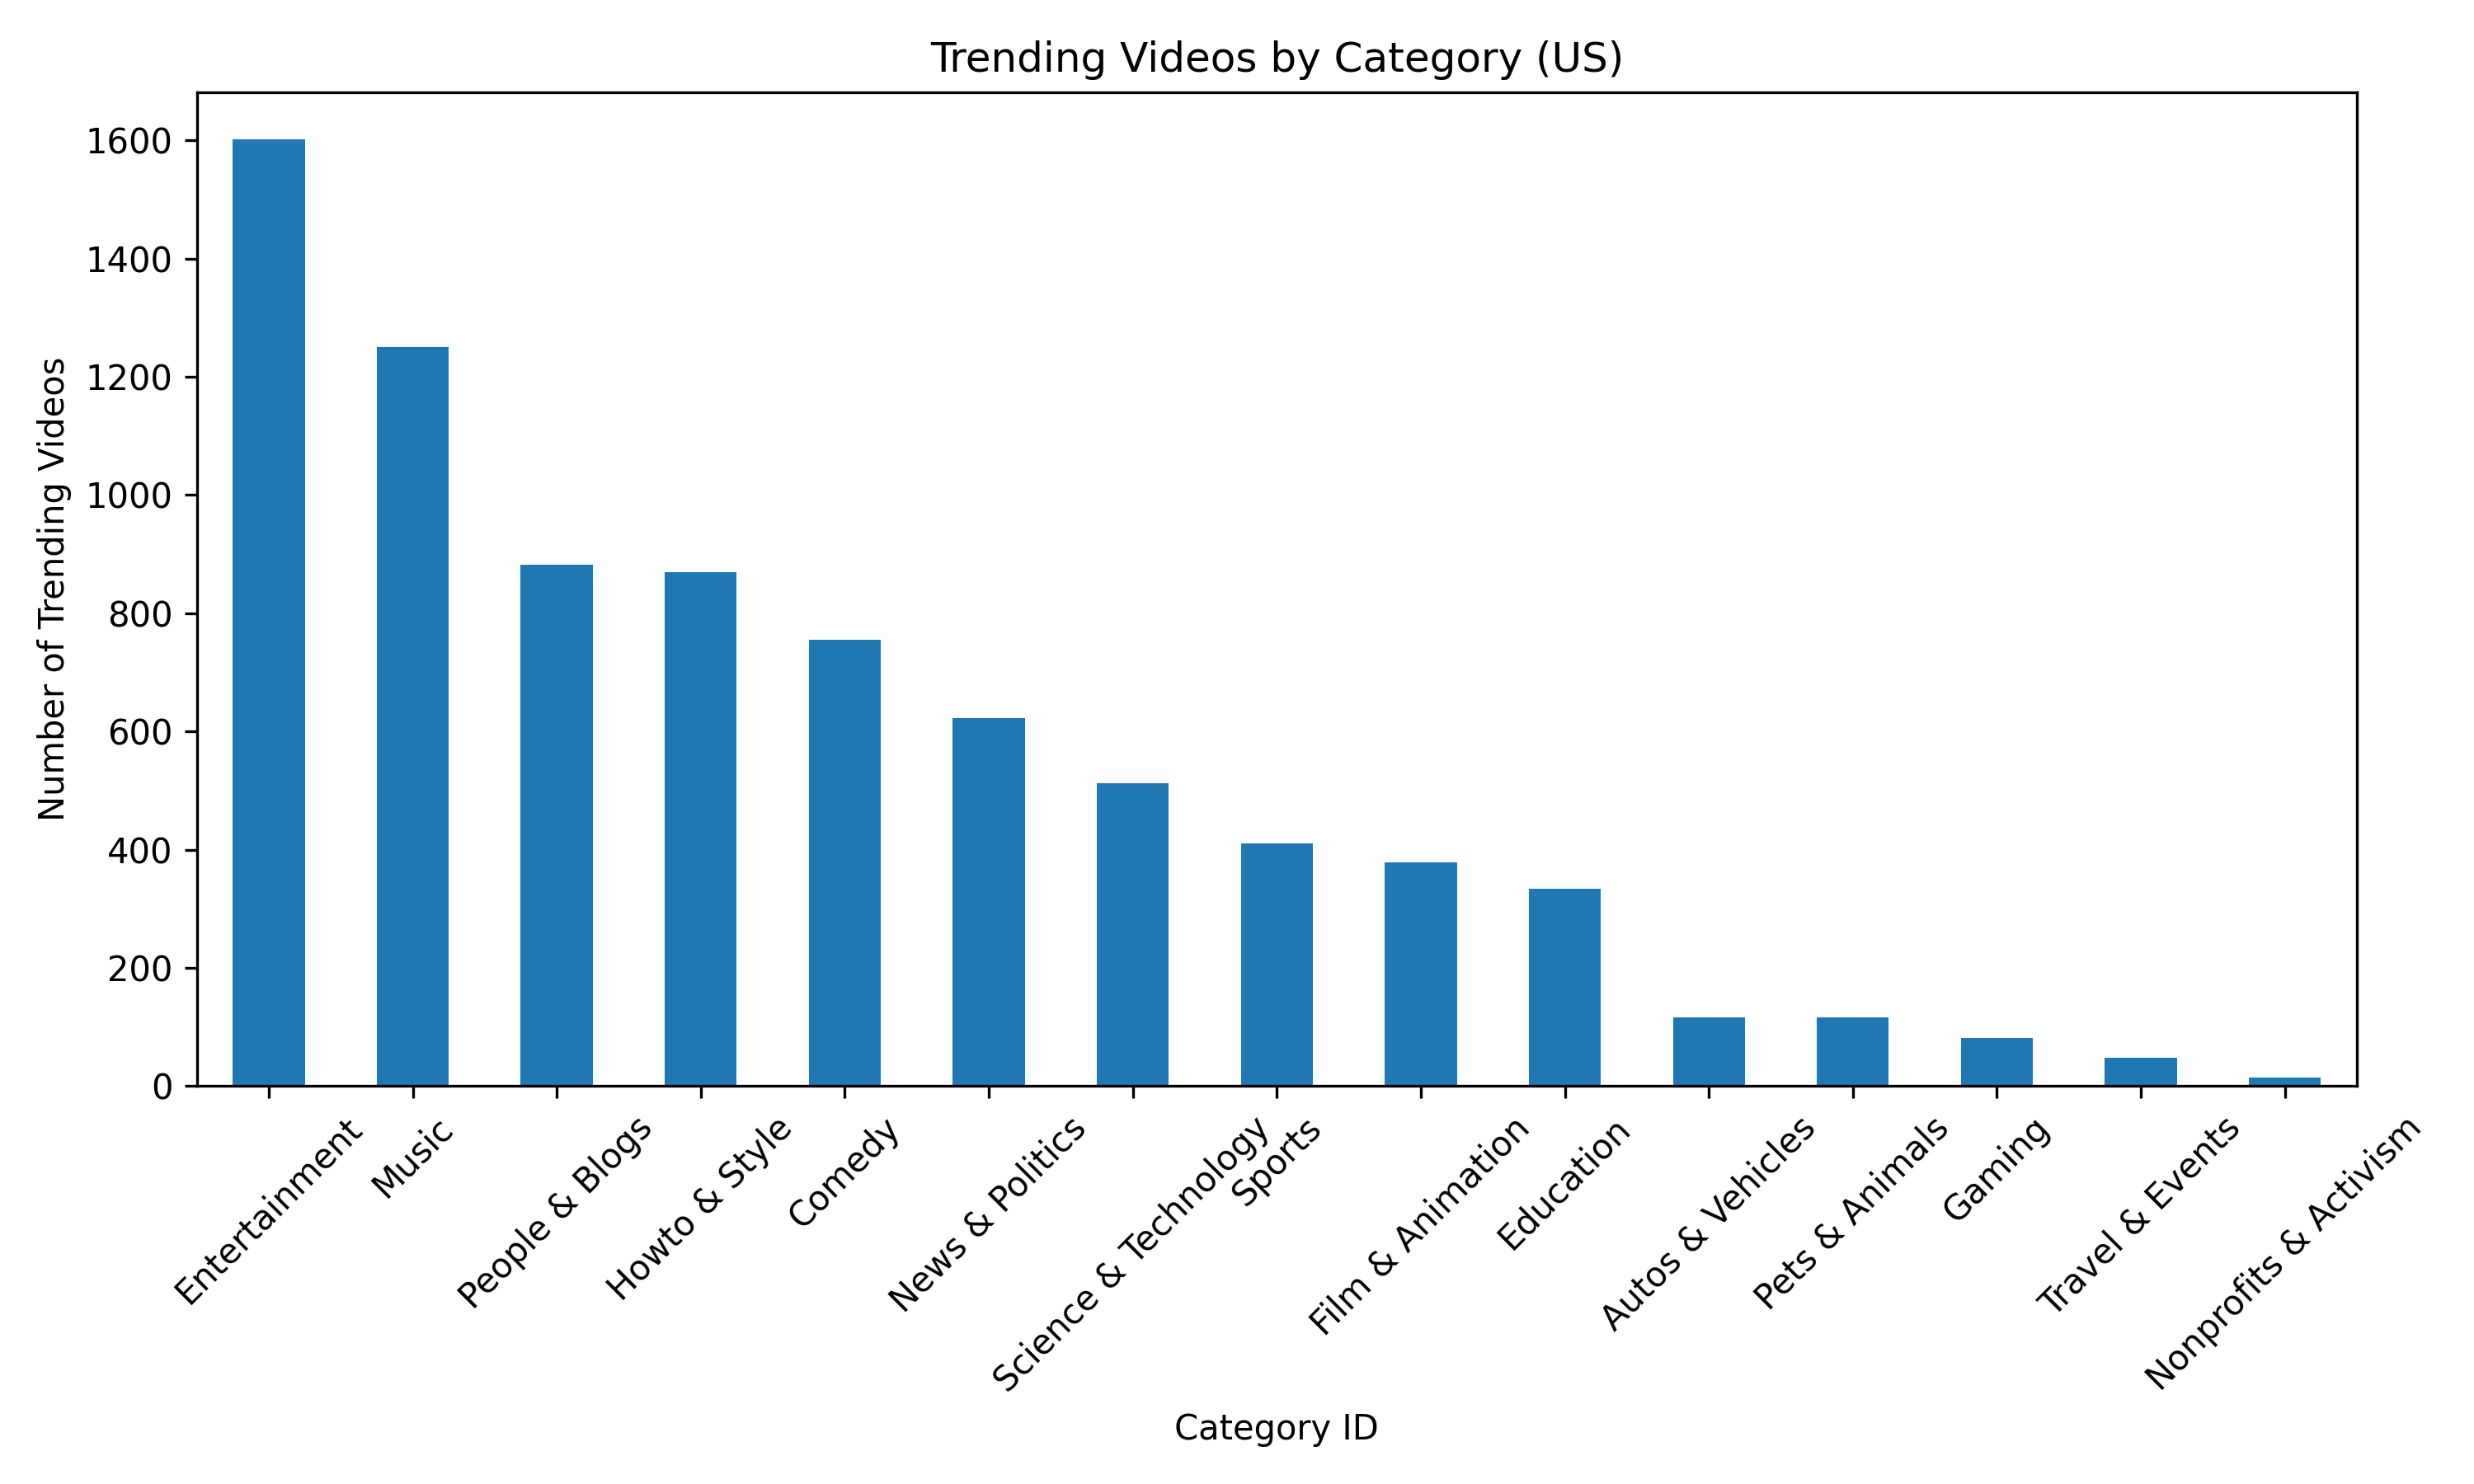 Trending Videos by Category (US)
Number of Trending Videos
1600
1400
1200
1000
800
600
400
200
0
Entertainment
Music
People & Blogs
Howto & Style
Comedy
News & Politics
Science & Technology
Sports
Film & Animation
Education
Autos & Vehicles
Pets & Animals
Gaming
Travel & Events
Nonprofits & Activism
Category ID